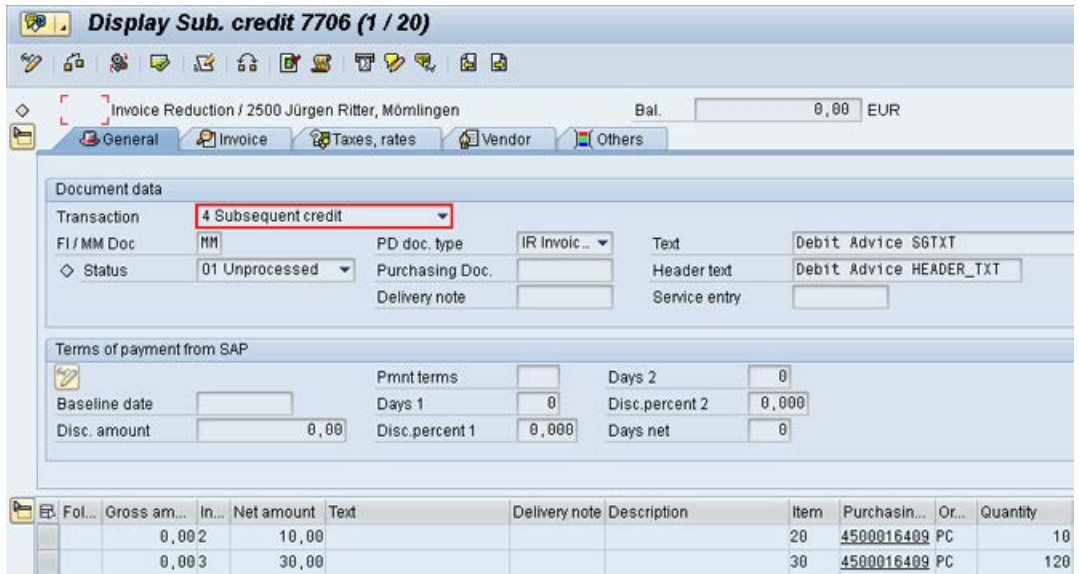 Display Sub. credit 7706 (1 / 20)
Invoice Reduction / 2500 Jürgen Ritter, Mömlingen Bal. 0,00 EUR
General Invoice Taxes, rates Vendor Others
Document data
Transaction 4 Subsequent credit
FI / MM Doc MM PD doc. type IR Invoic... Text Debit Advice SGTXT
Status 01 Unprocessed Purchasing Doc. Header text Debit Advice HEADER_TXT
Delivery note Service entry
Terms of payment from SAP
Pmnt terms Days 2 0
Baseline date Days 1 0 Disc.percent 2 0,000
Disc. amount 0,00 Disc.percent 1 0,000 Days net 0
Fol... Gross am... In... Net amount Text Delivery note Description Item Purchasin... Or... Quantity
0,00 2 10,00 20 4500016409 PC 10
0,00 3 30,00 30 4500016409 PC 120